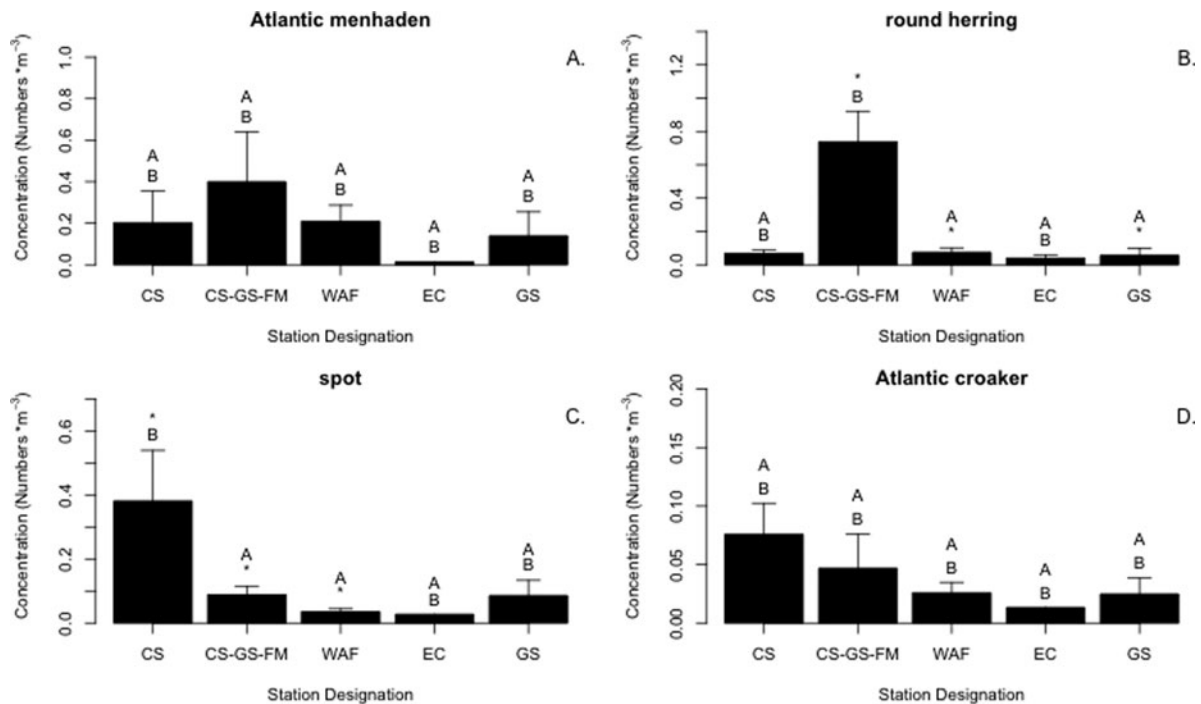 Atlantic menhaden
A.
Concentration (Numbers *m⁻³)
0.0 0.2 0.4 0.6 0.8 1.0
A A A A A
B B B B B
CS CS-GS-FM WAF EC GS
Station Designation
round herring
B.
Concentration (Numbers *m⁻³)
0.0 0.4 0.8 1.2
A * A A A
B B * B *
CS CS-GS-FM WAF EC GS
Station Designation
spot
C.
Concentration (Numbers *m⁻³)
0.0 0.2 0.4 0.6
* A A A A
B * * B B
CS CS-GS-FM WAF EC GS
Station Designation
Atlantic croaker
D.
Concentration (Numbers *m⁻³)
0.00 0.05 0.10 0.15 0.20
A A A A A
B B B B B
CS CS-GS-FM WAF EC GS
Station Designation